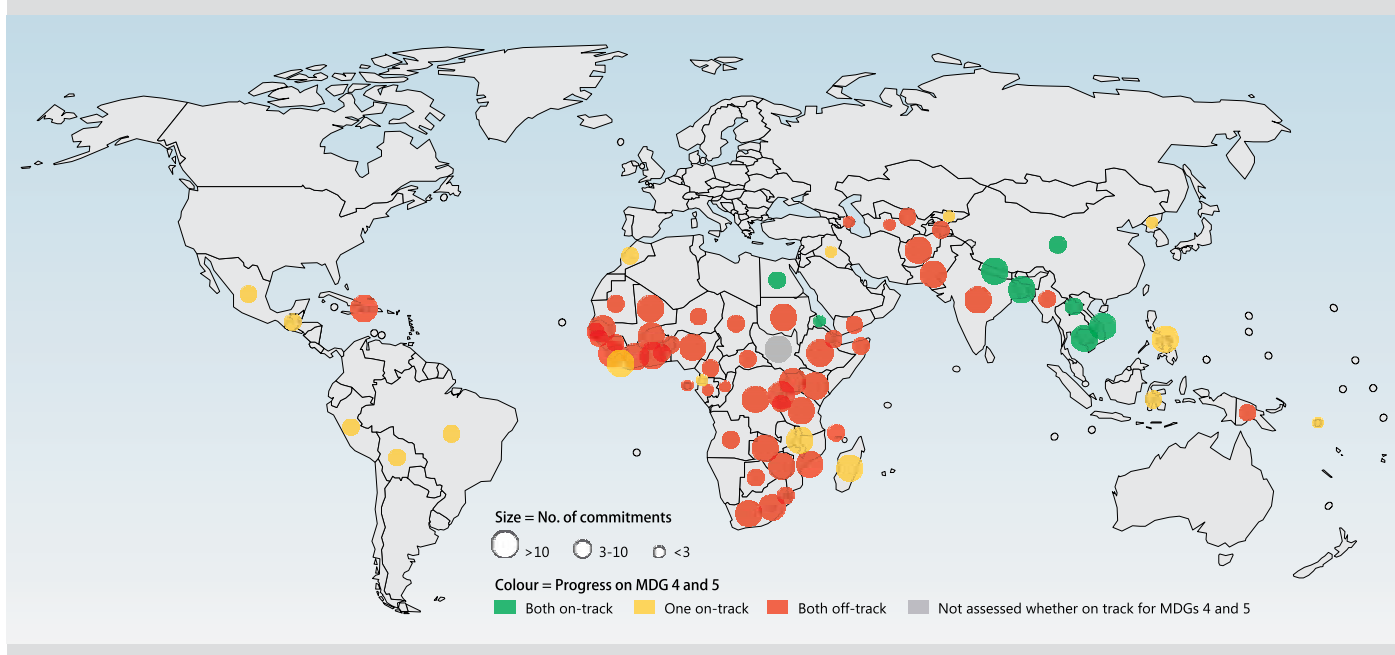 Size = No. of commitments
>10 3-10 <3
Colour = Progress on MDG 4 and 5
Both on-track One on-track Both off-track Not assessed whether on track for MDGs 4 and 5